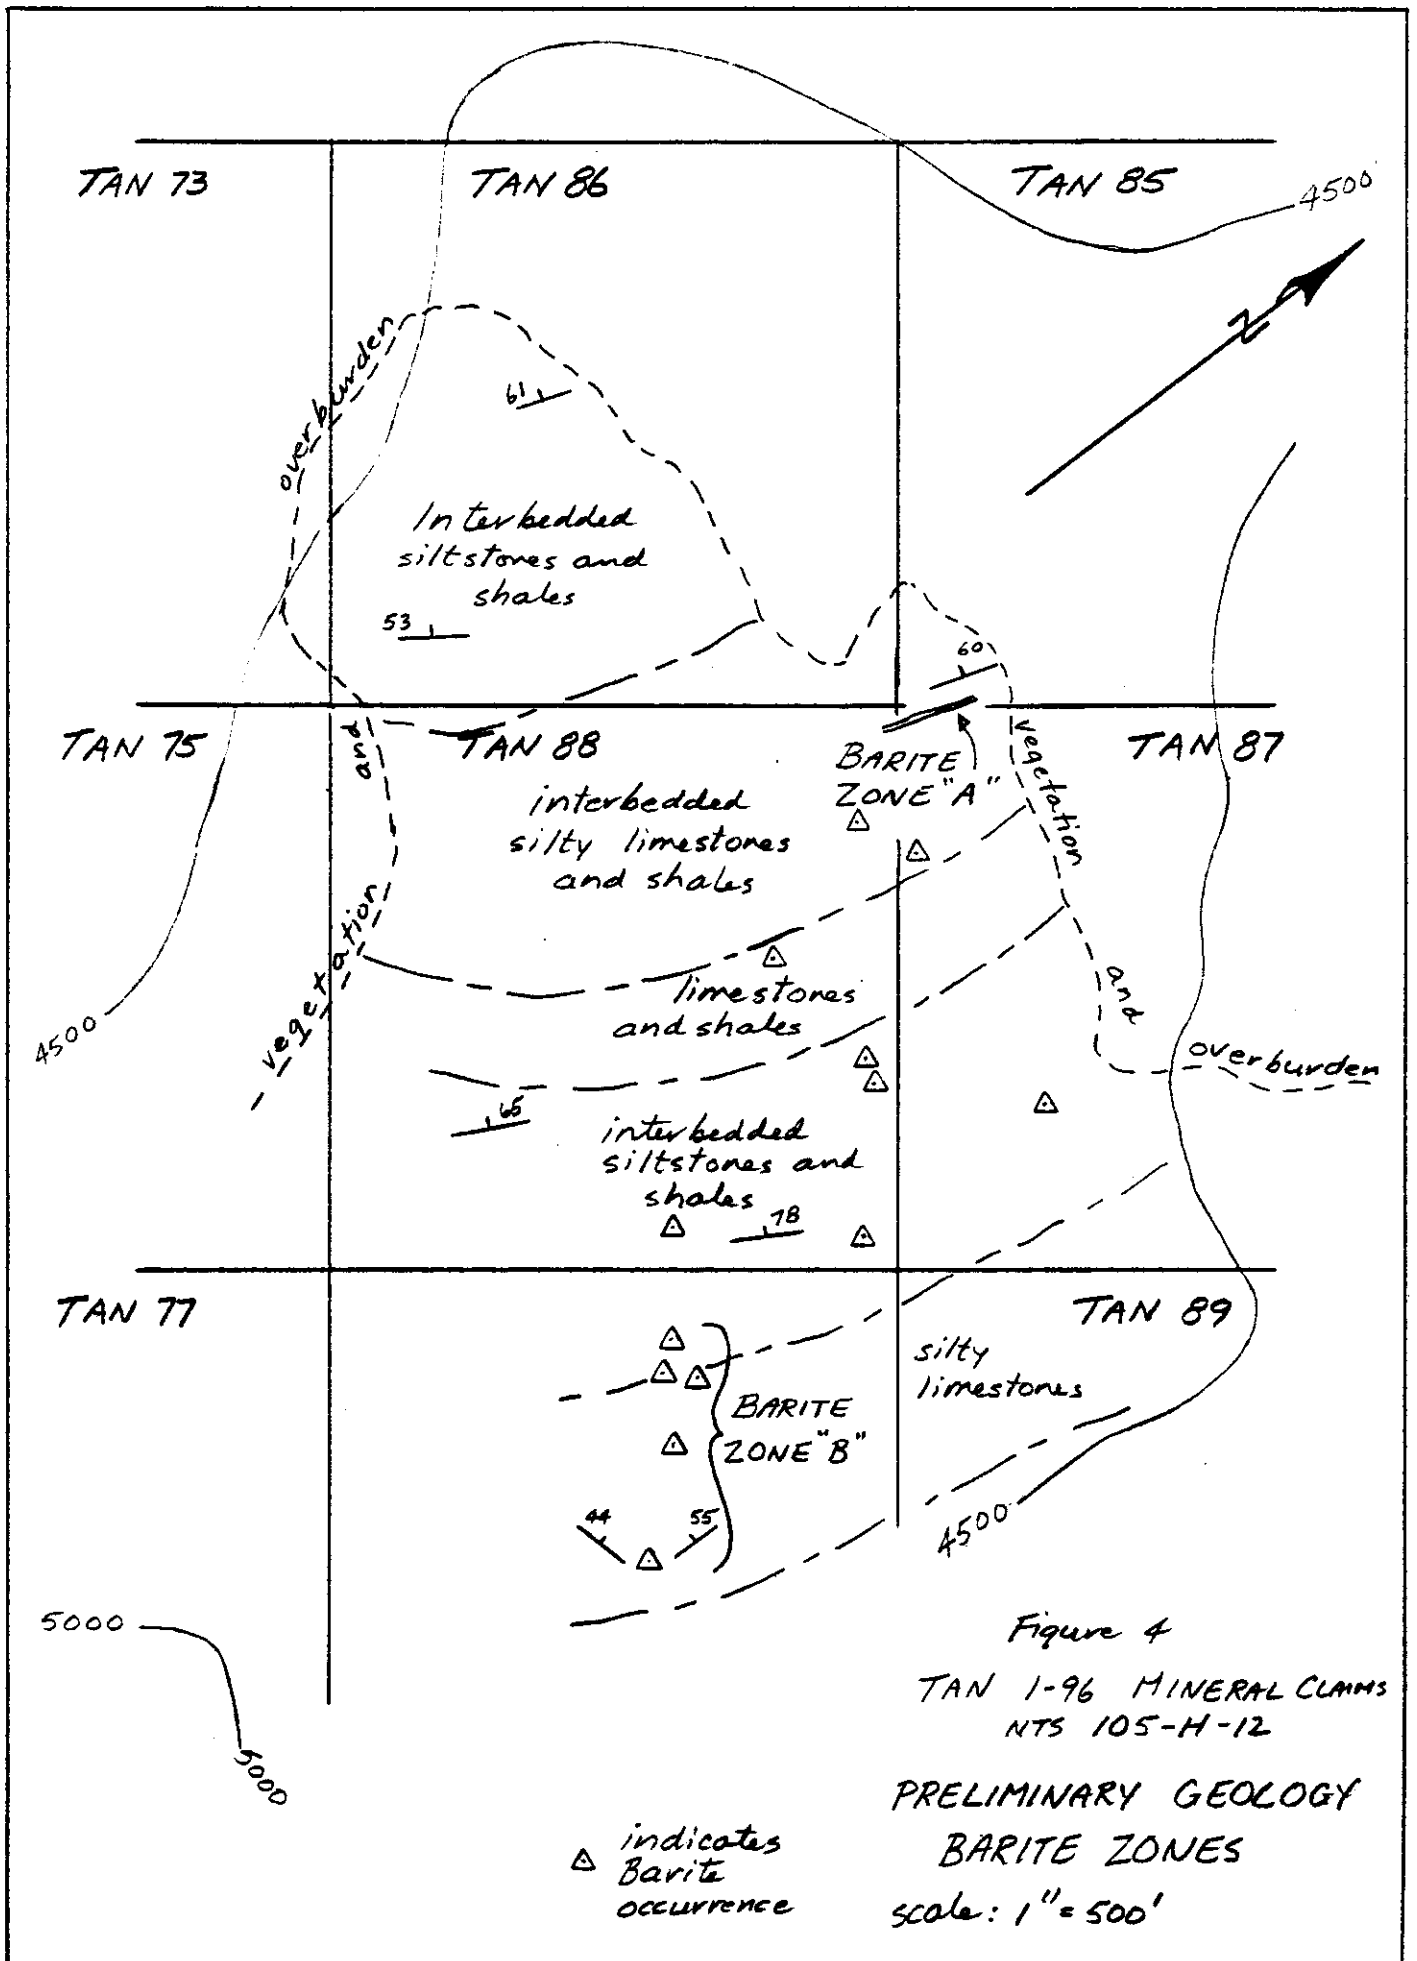 TAN 73
TAN 86
TAN 85
4500
N
overburden
61
Interbedded
siltstones and
shales
53
60
TAN 75
and
TAN 88
BARITE
ZONE "A"
vegetation
TAN 87
interbedded
silty limestones
and shales
vegetation
4500
limestones
and shales
and
overburden
65
interbedded
siltstones and
shales
78
TAN 77
TAN 89
silty
limestones
BARITE
ZONE "B"
44
55
4500
5000
5000
Figure 4
TAN 1-96 MINERAL CLAIMS
NTS 105-H-12
PRELIMINARY GEOLOGY
BARITE ZONES
scale: 1" = 500'
indicates
Barite
occurrence